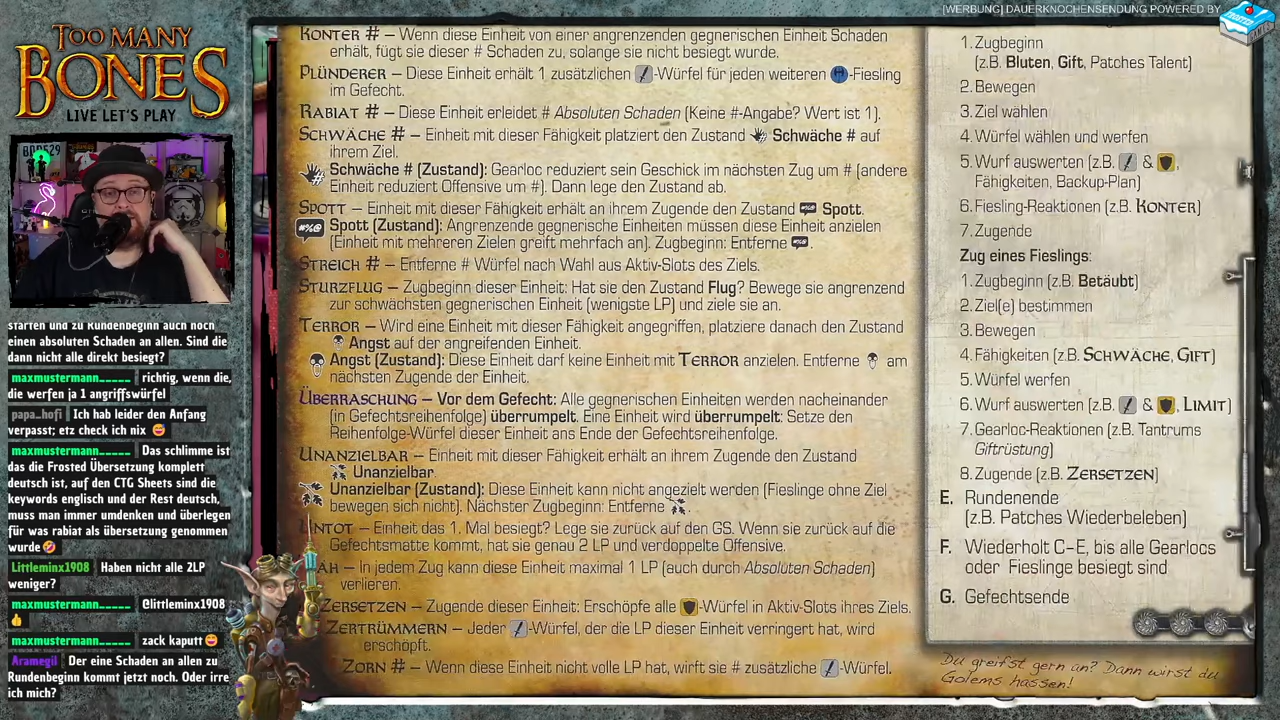 [WERBUNG] DAUERKNOCHENSENDUNG POWERED BY
TOO MANY
BONES
LIVE LET'S PLAY
starten und zu Rundenbeginn auch noch
einen absoluten Schaden an allen. Sind die
dann nicht alle direkt besiegt?
maxmustermann_____ : richtig, wenn die,
die werfen ja 1 angriffswürfel
papa_hofi : Ich hab leider den Anfang
verpasst; etz check ich nix 😅
maxmustermann_____ : Das schlimme ist
das die Frosted Übersetzung komplett
deutsch ist, auf den CTG Sheets sind die
keywords englisch und der Rest deutsch,
muss man immer umdenken und überlegen
für was rabiat als übersetzung genommen
wurde 🤣
Littleminx1908 : Haben nicht alle 2LP
weniger?
maxmustermann_____ : @littleminx1908
👍
maxmustermann_____ : zack kaputt 😄
Aramegil : Der eine Schaden an allen zu
Rundenbeginn kommt jetzt noch. Oder irre
ich mich?
KONTER # – Wenn diese Einheit von einer angrenzenden gegnerischen Einheit Schaden
erhält, fügt sie dieser # Schaden zu, solange sie nicht besiegt wurde.
PLÜNDERER – Diese Einheit erhält 1 zusätzlichen -Würfel für jeden weiteren -Fiesling
im Gefecht.
RABIAT # – Diese Einheit erleidet # Absoluten Schaden (Keine #-Angabe? Wert ist 1).
SCHWÄCHE # – Einheit mit dieser Fähigkeit platziert den Zustand Schwäche # auf
ihrem Ziel.
Schwäche # (Zustand): Gearloc reduziert sein Geschick im nächsten Zug um # (andere
Einheit reduziert Offensive um #). Dann lege den Zustand ab.
SPOTT – Einheit mit dieser Fähigkeit erhält an ihrem Zugende den Zustand #%@ Spott.
#%@ Spott (Zustand): Angrenzende gegnerische Einheiten müssen diese Einheit anzielen
(Einheit mit mehreren Zielen greift mehrfach an). Zugbeginn: Entferne #%@.
STREICH # – Entferne # Würfel nach Wahl aus Aktiv-Slots des Ziels.
STURZFLUG – Zugbeginn dieser Einheit: Hat sie den Zustand Flug? Bewege sie angrenzend
zur schwächsten gegnerischen Einheit (wenigste LP) und ziele sie an.
TERROR – Wird eine Einheit mit dieser Fähigkeit angegriffen, platziere danach den Zustand
Angst auf der angreifenden Einheit.
Angst (Zustand): Diese Einheit darf keine Einheit mit TERROR anzielen. Entferne am
nächsten Zugende der Einheit.
ÜBERRASCHUNG – Vor dem Gefecht: Alle gegnerischen Einheiten werden nacheinander
(in Gefechtsreihenfolge) überrumpelt. Eine Einheit wird überrumpelt: Setze den
Reihenfolge-Würfel dieser Einheit ans Ende der Gefechtsreihenfolge.
UNANZIELBAR – Einheit mit dieser Fähigkeit erhält an ihrem Zugende den Zustand
Unanzielbar.
Unanzielbar (Zustand): Diese Einheit kann nicht angezielt werden (Fieslinge ohne Ziel
bewegen sich nicht). Nächster Zugbeginn: Entferne .
UNTOT – Einheit das 1. Mal besiegt? Lege sie zurück auf den GS. Wenn sie zurück auf die
Gefechtsmatte kommt, hat sie genau 2 LP und verdoppelte Offensive.
ÄH – In jedem Zug kann diese Einheit maximal 1 LP (auch durch Absoluten Schaden)
verlieren.
ZERSETZEN – Zugende dieser Einheit: Erschöpfe alle -Würfel in Aktiv-Slots ihres Ziels.
ZERTRÜMMERN – Jeder -Würfel, der die LP dieser Einheit verringert hat, wird
erschöpft.
ZORN # – Wenn diese Einheit nicht volle LP hat, wirft sie # zusätzliche -Würfel.
1. Zugbeginn
(z.B. Bluten, Gift, Patches Talent)
2. Bewegen
3. Ziel wählen
4. Würfel wählen und werfen
5. Wurf auswerten (z.B. & ,
Fähigkeiten, Backup-Plan)
6. Fiesling-Reaktionen (z.B. KONTER)
7. Zugende
Zug eines Fieslings:
1. Zugbeginn (z.B. Betäubt)
2. Ziel(e) bestimmen
3. Bewegen
4. Fähigkeiten (z.B. SCHWÄCHE, GIFT)
5. Würfel werfen
6. Wurf auswerten (z.B. & , LIMIT)
7. Gearloc-Reaktionen (z.B. Tantrums
Giftrüstung)
8. Zugende (z.B. ZERSETZEN)
E. Rundenende
(z.B. Patches Wiederbeleben)
F. Wiederholt C–E, bis alle Gearlocs
oder Fieslinge besiegt sind
G. Gefechtsende
Du greifst gern an? Dann wirst du
Golems hassen!